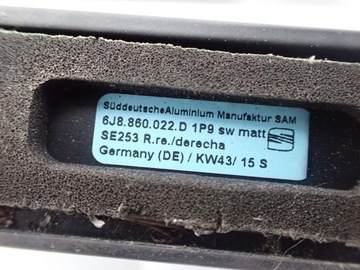 SüddeutscheAluminium Manufaktur SAM
6J8.860.022.D 1P9 sw matt
SE253 R.re./derecha
Germany (DE) / KW43/ 15 S